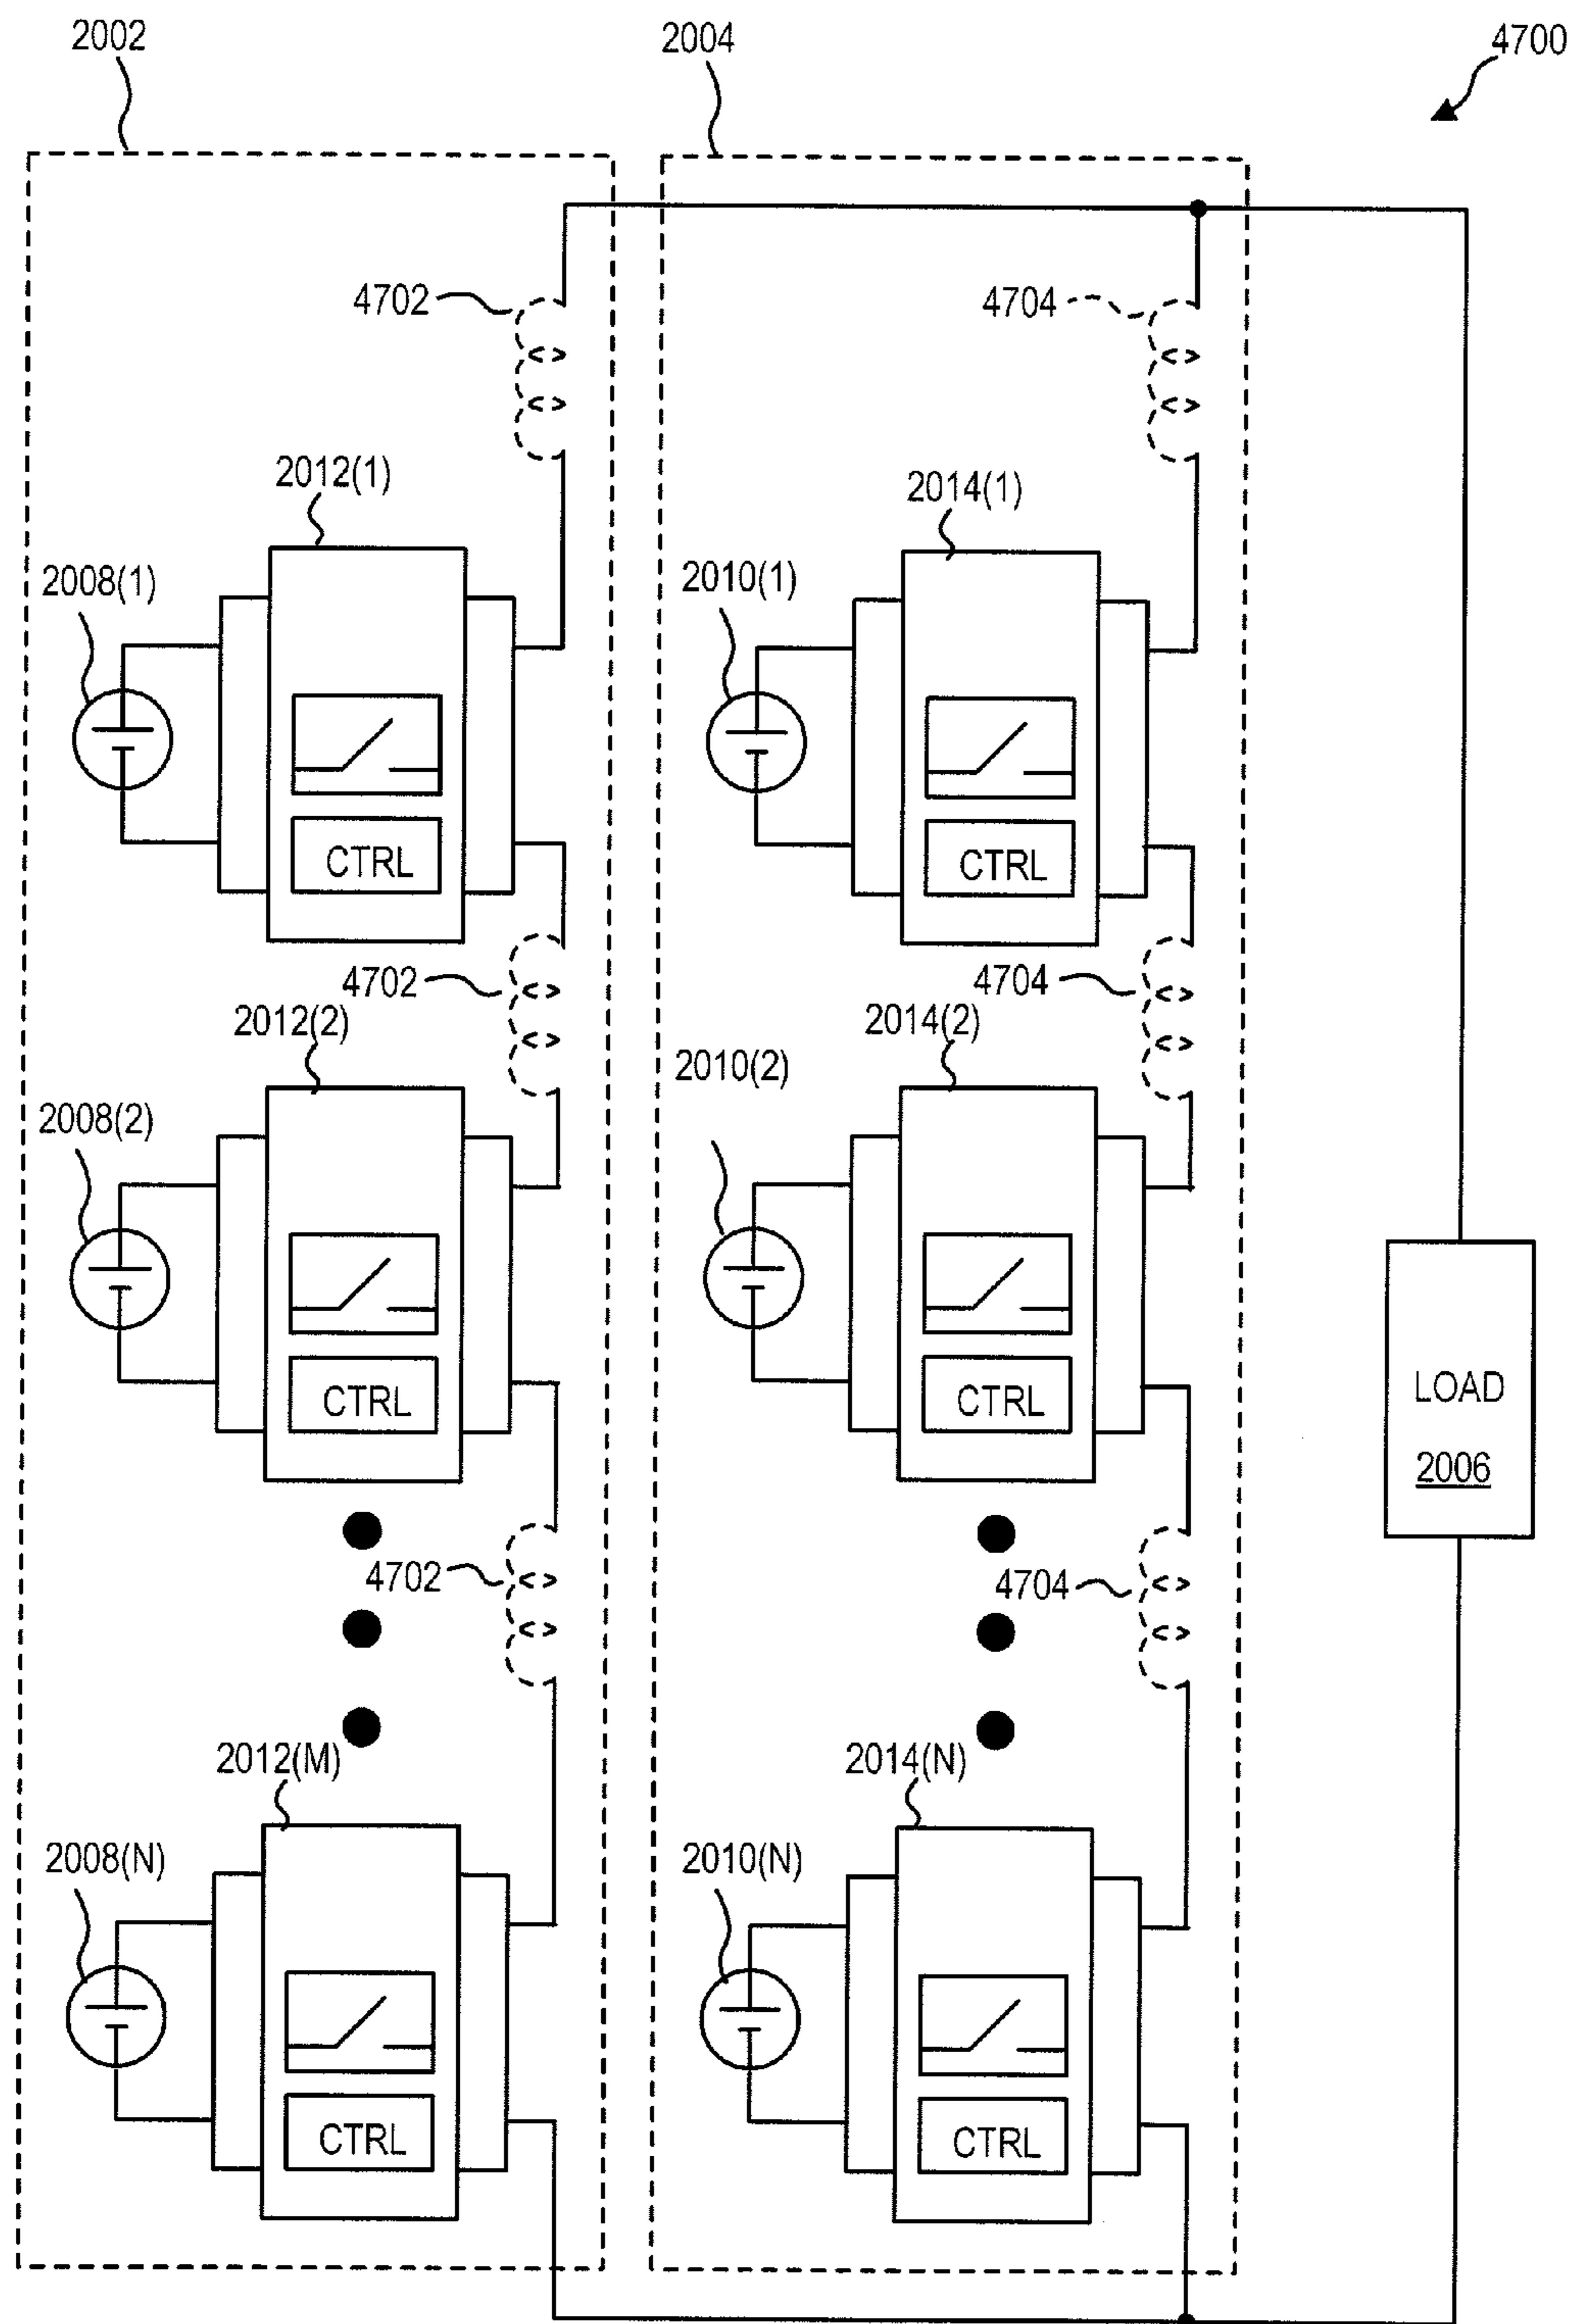 2002
2004
4700
4702
4704
2012(1)
2014(1)
2008(1)
2010(1)
CTRL
CTRL
4702
4704
2012(2)
2014(2)
2010(2)
2008(2)
CTRL
CTRL
LOAD
2006
4702
4704
2012(M)
2014(N)
2008(N)
2010(N)
CTRL
CTRL